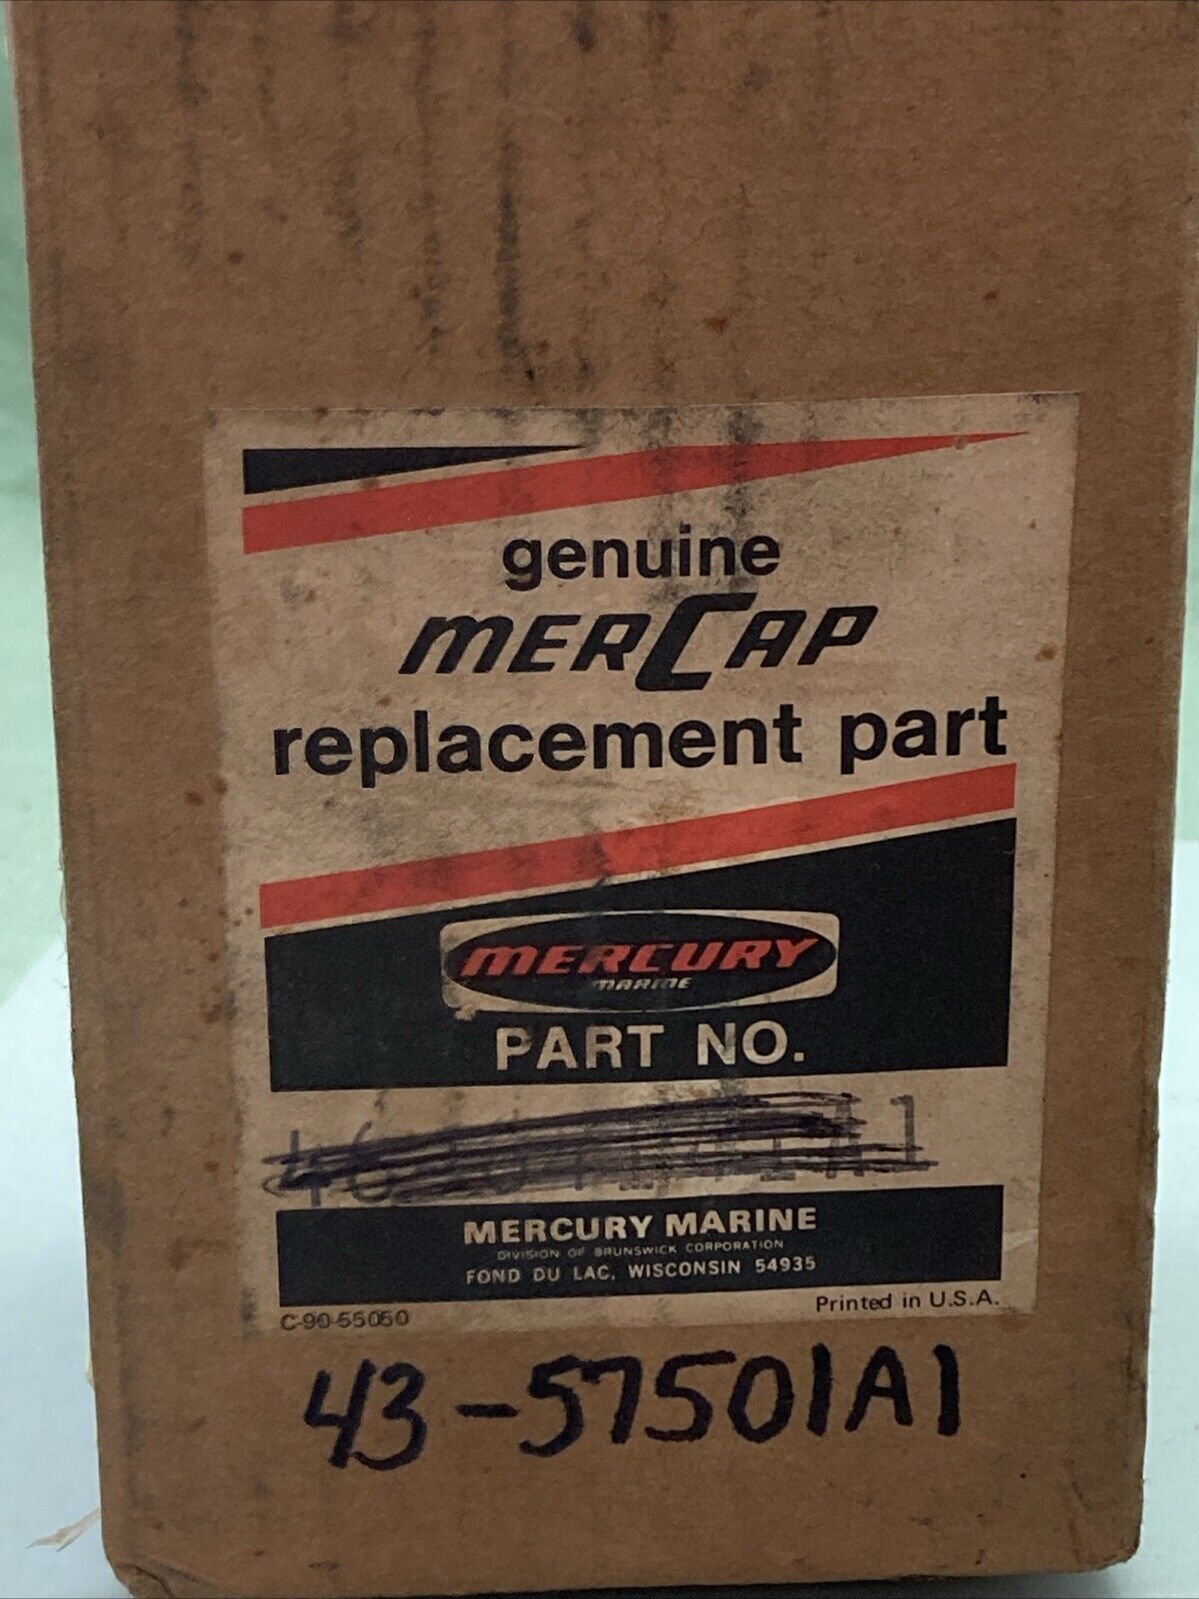 genuine
MERCAP
replacement part
MERCURY
MARINE
PART NO.
MERCURY MARINE
DIVISION OF BRUNSWICK CORPORATION
FOND DU LAC, WISCONSIN 54935
C-90-55050
Printed in U.S.A.
43-57501A1